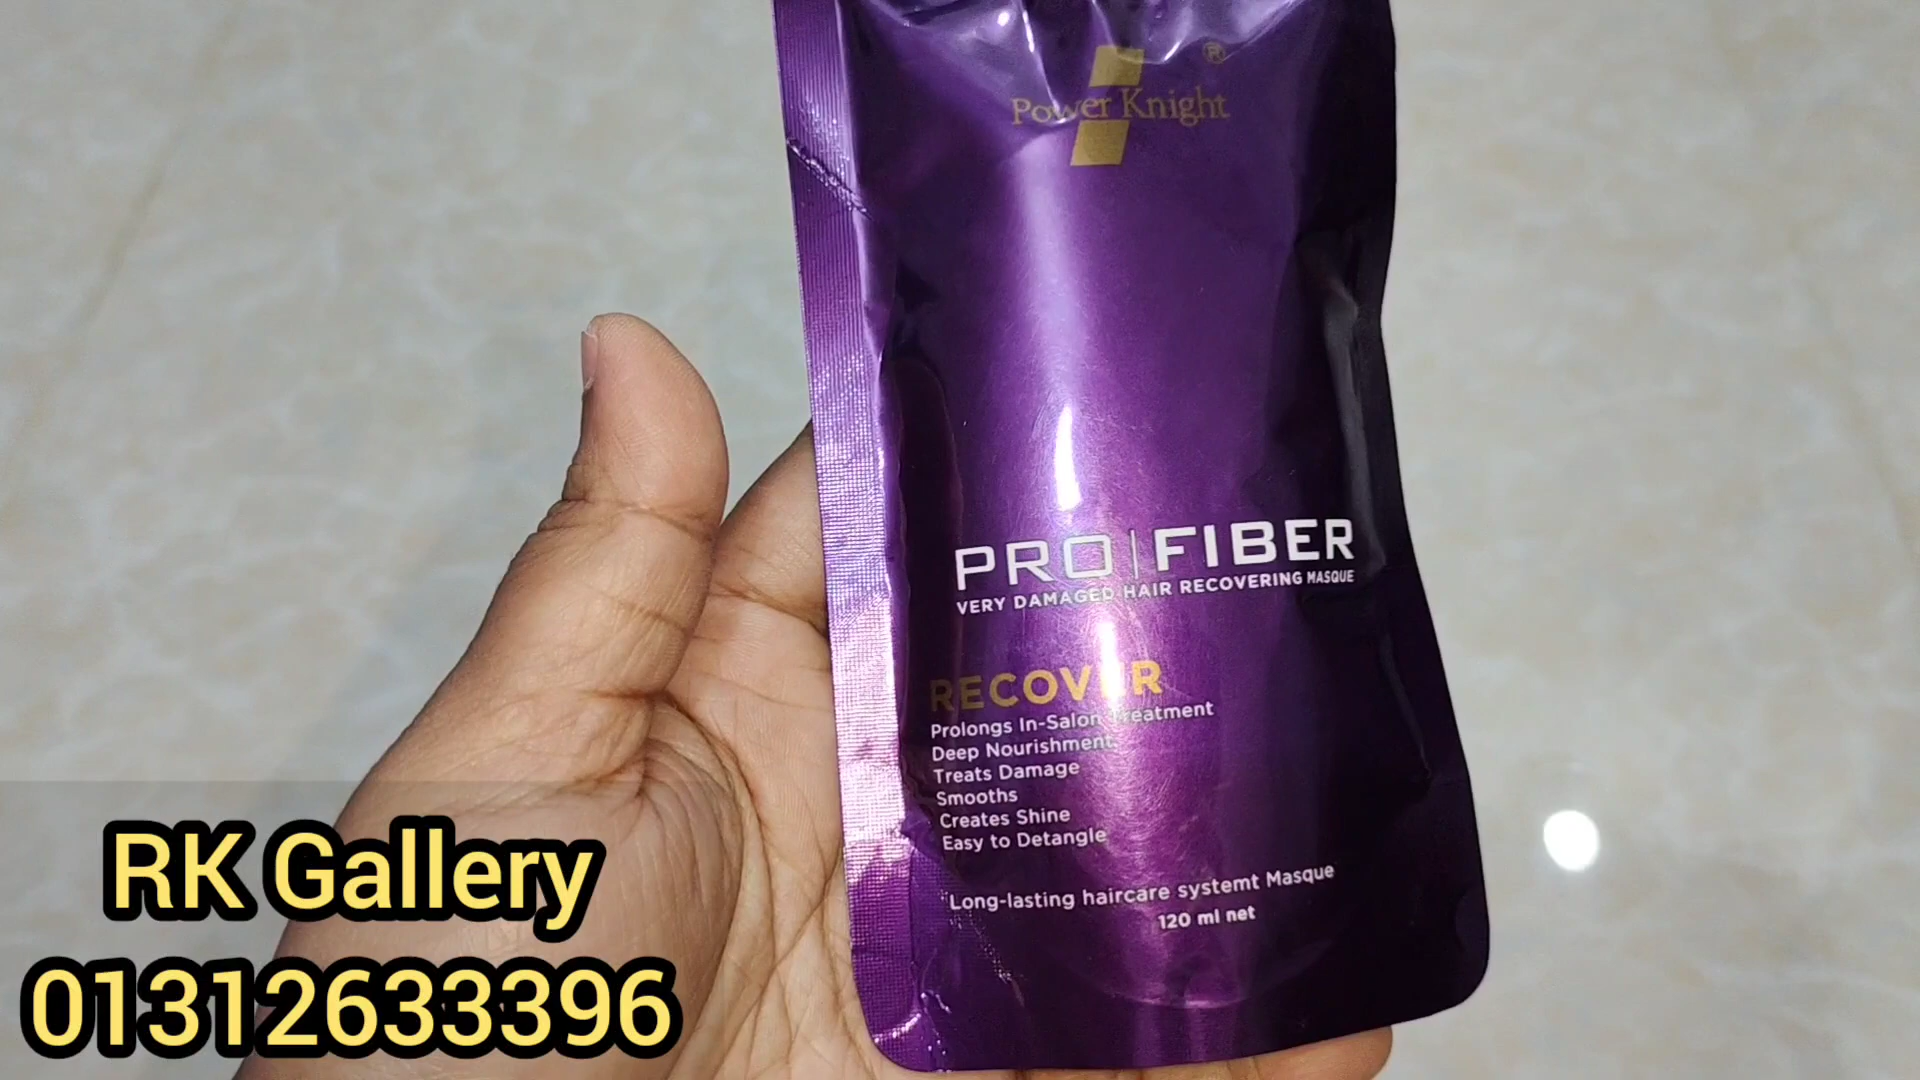 ®
Power Knight
PRO|FIBER
VERY DAMAGED HAIR RECOVERING MASQUE
RECOVER
Prolongs In-Salon Treatment
Deep Nourishment
Treats Damage
Smooths
Creates Shine
Easy to Detangle
Long-lasting haircare systemt Masque
120 ml net
RK Gallery
01312633396